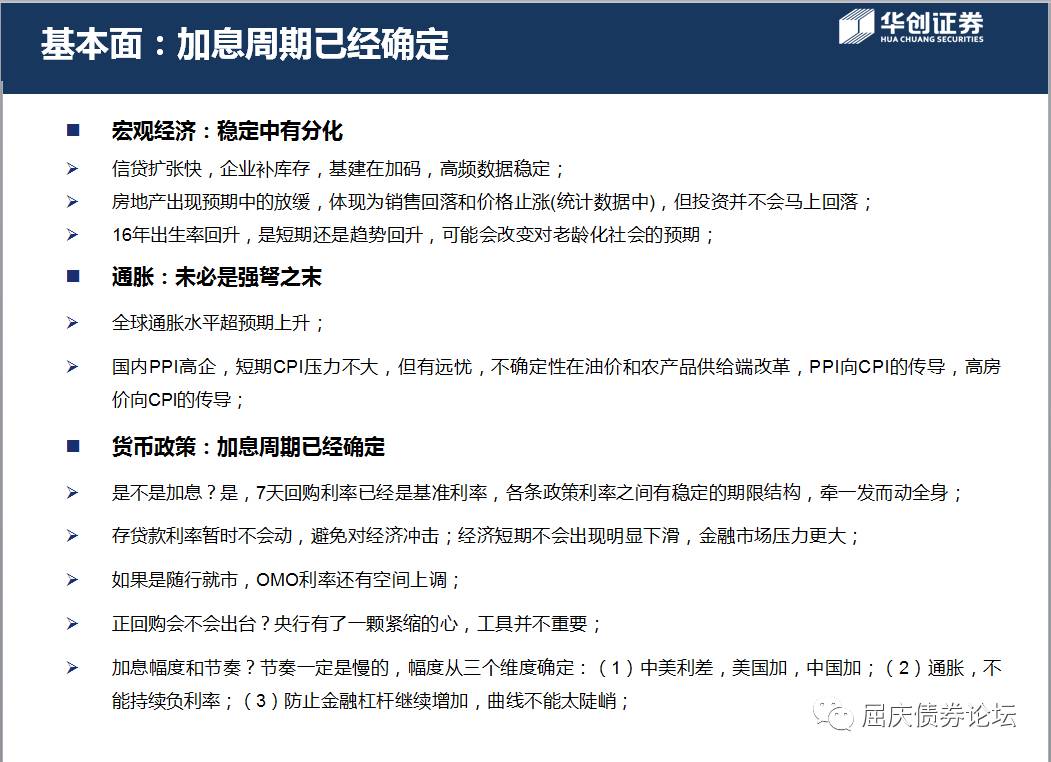 基本面：加息周期已经确定
华创证券
HUA CHUANG SECURITIES
宏观经济：稳定中有分化
信贷扩张快，企业补库存，基建在加码，高频数据稳定；
房地产出现预期中的放缓，体现为销售回落和价格止涨(统计数据中)，但投资并不会马上回落；
16年出生率回升，是短期还是趋势回升，可能会改变对老龄化社会的预期；
通胀：未必是强弩之末
全球通胀水平超预期上升；
国内PPI高企，短期CPI压力不大，但有远忧，不确定性在油价和农产品供给端改革，PPI向CPI的传导，高房
价向CPI的传导；
货币政策：加息周期已经确定
是不是加息？是，7天回购利率已经是基准利率，各条政策利率之间有稳定的期限结构，牵一发而动全身；
存贷款利率暂时不会动，避免对经济冲击；经济短期不会出现明显下滑，金融市场压力更大；
如果是随行就市，OMO利率还有空间上调；
正回购会不会出台？央行有了一颗紧缩的心，工具并不重要；
加息幅度和节奏？节奏一定是慢的，幅度从三个维度确定：（1）中美利差，美国加，中国加；（2）通胀，不
能持续负利率；（3）防止金融杠杆继续增加，曲线不能太陡峭；
屈庆债券论坛